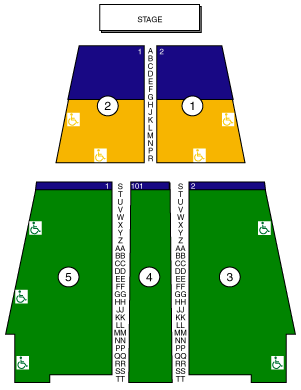 STAGE
1 A 2
B
C
D
E
F
G
2 H 1
J
K
L
M
N
P
R
1 S 101 S 2
T T
U U
V V
W W
X X
Y Y
Z Z
AA AA
BB BB
CC CC
DD DD
5 EE 4 EE 3
FF FF
GG GG
HH HH
JJ JJ
KK KK
LL LL
MM MM
NN NN
PP PP
QQ QQ
RR RR
SS SS
TT TT